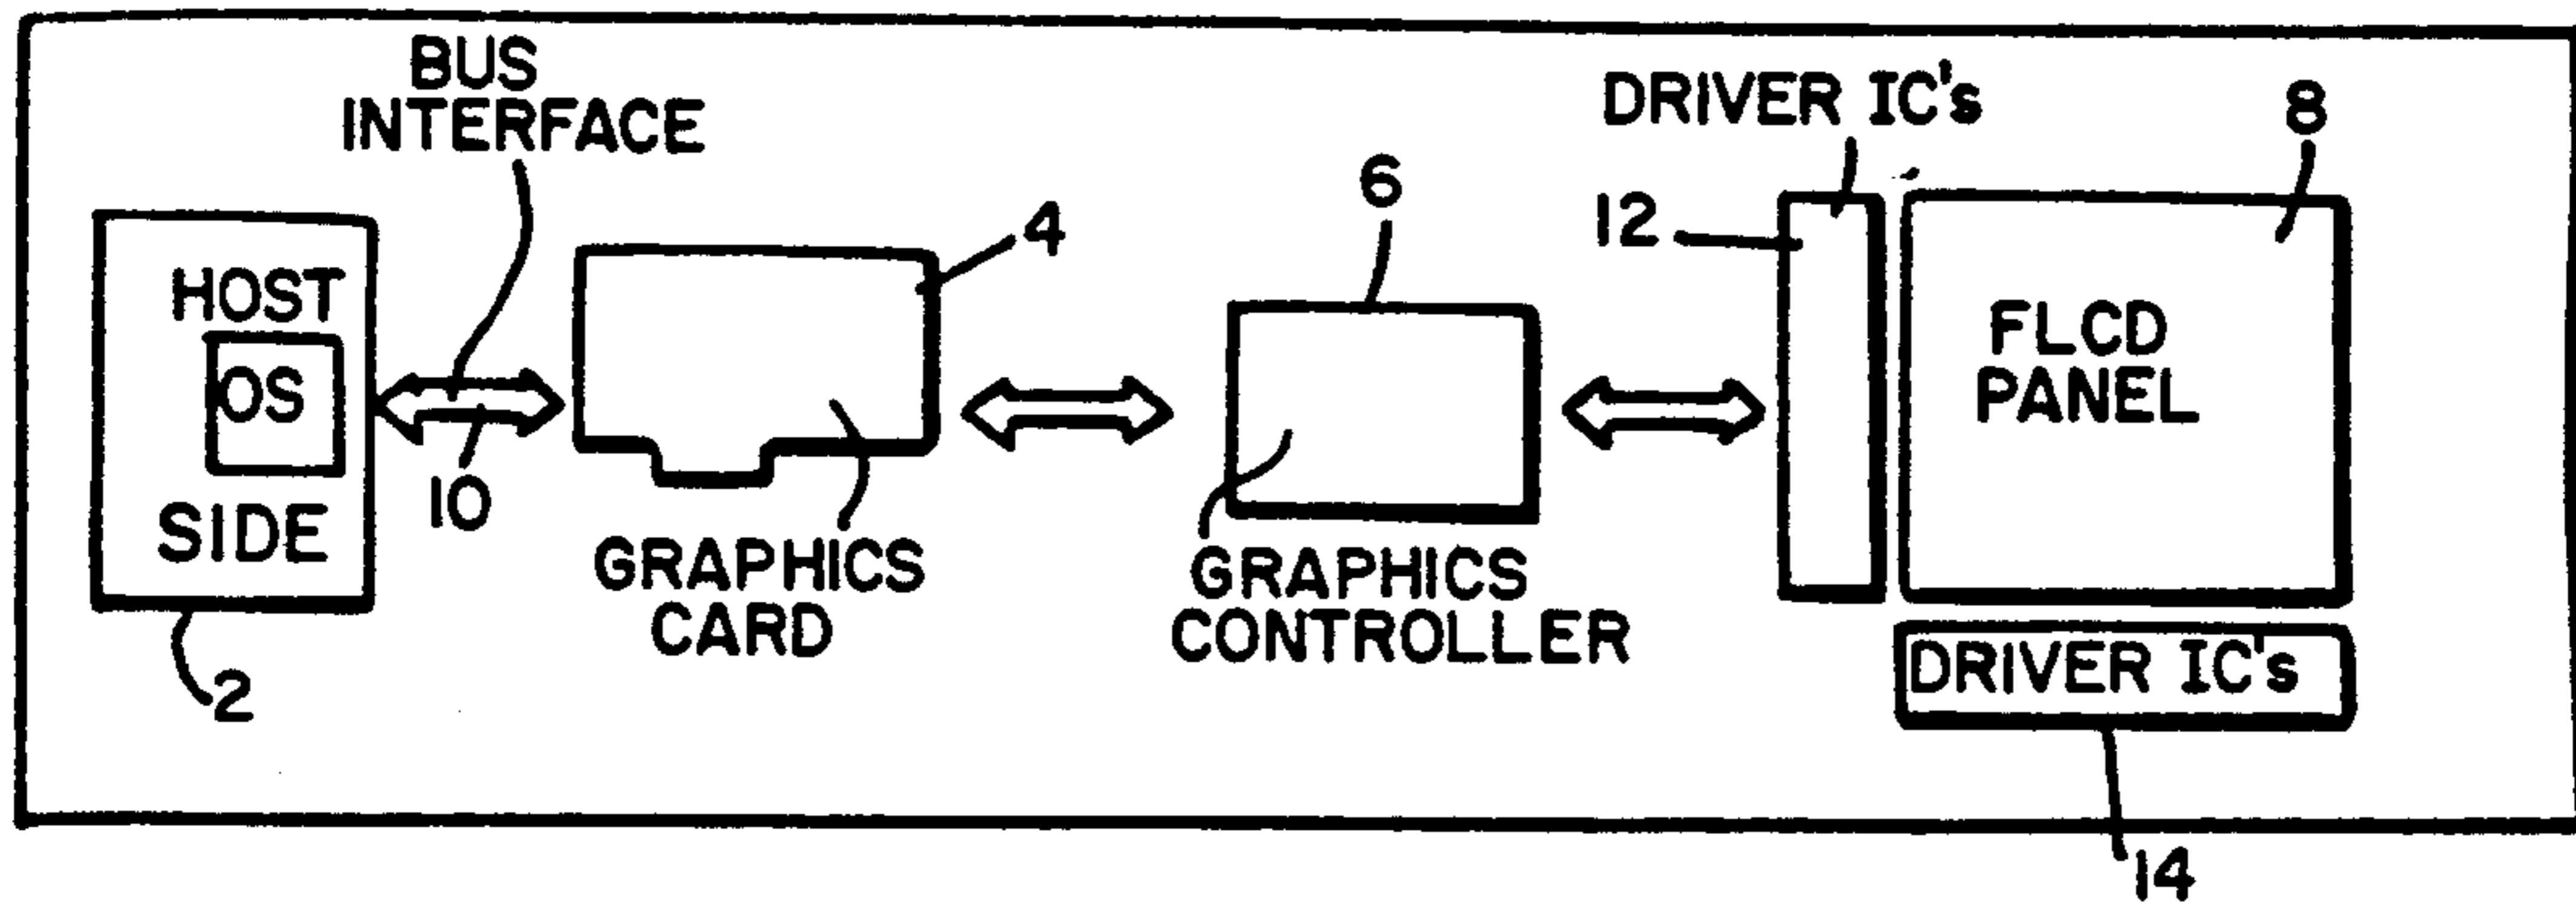 BUS
INTERFACE
DRIVER IC's
8
6
12
4
HOST
OS
SIDE
10
FLCD
PANEL
GRAPHICS
CARD
GRAPHICS
CONTROLLER
DRIVER IC's
2
14